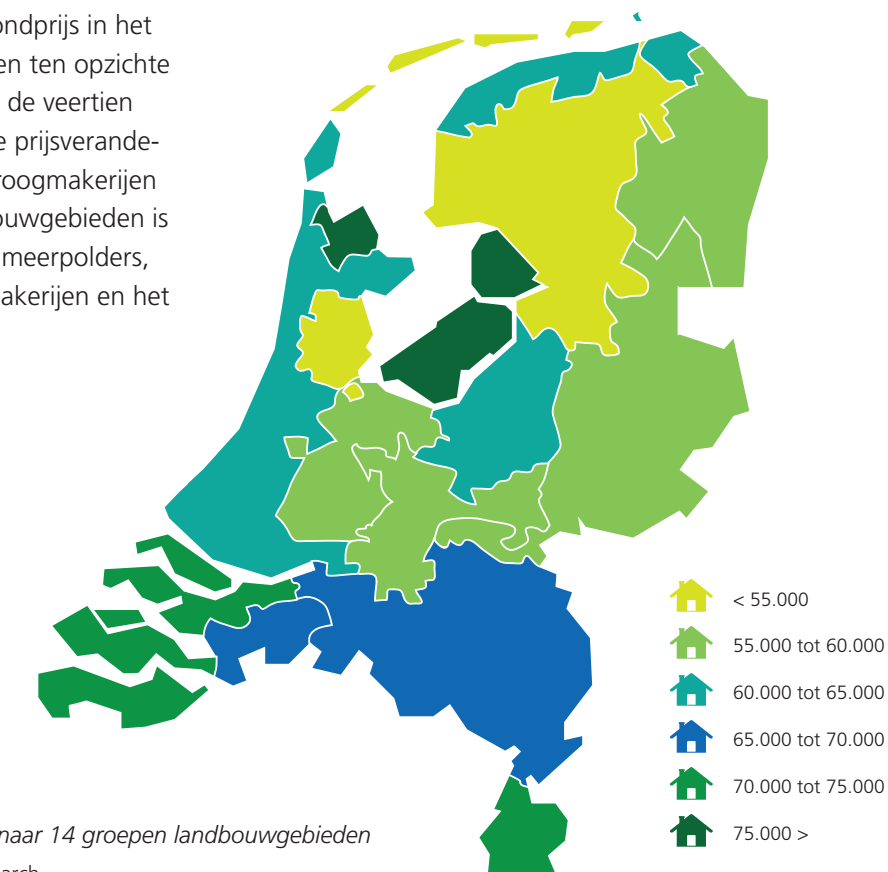 ondprijs in het
en ten opzichte
de veertien
e prijsverande-
roogmakerijen
ouwgebieden is
meerpolders,
akerijen en het
< 55.000
55.000 tot 60.000
60.000 tot 65.000
65.000 tot 70.000
70.000 tot 75.000
75.000 >
naar 14 groepen landbouwgebieden
arch